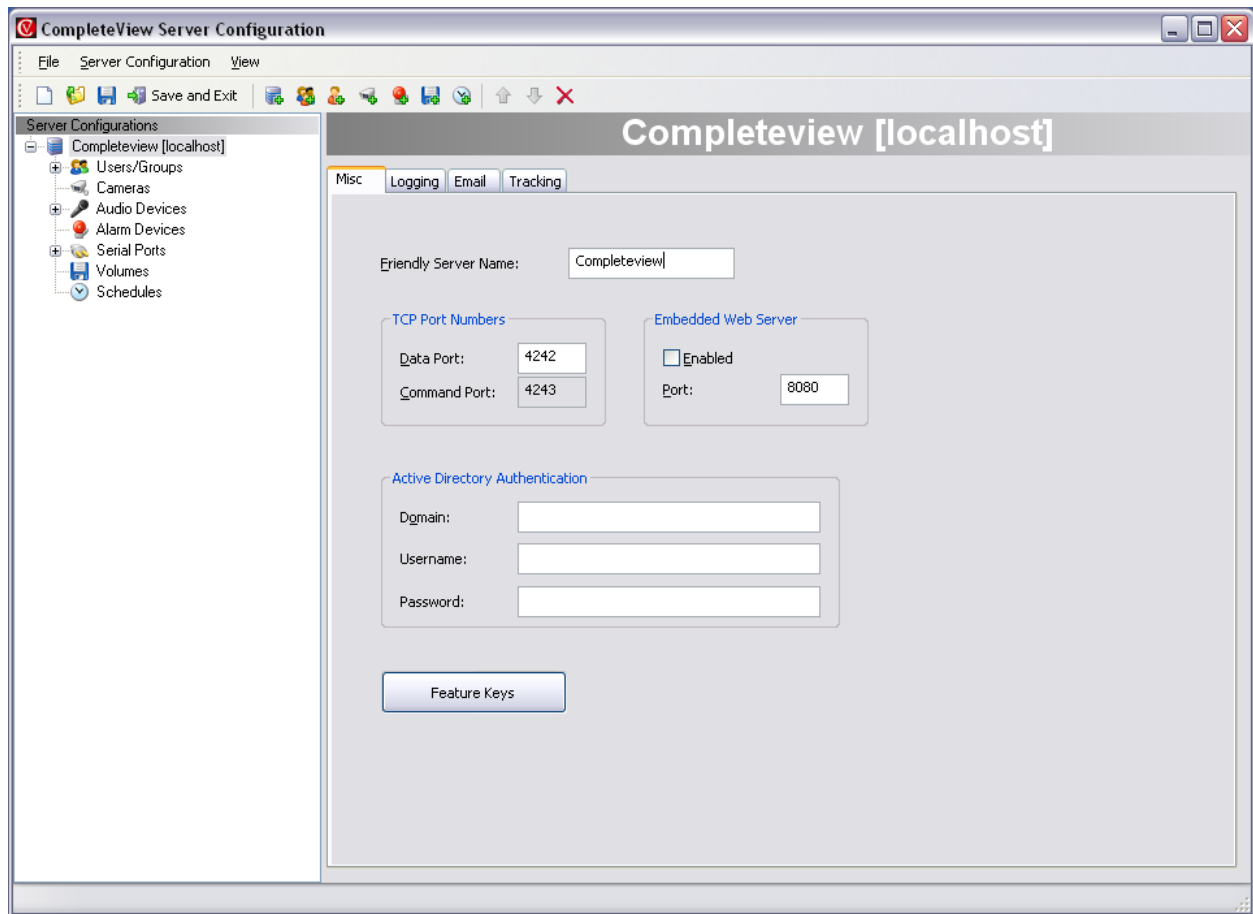 CompleteView Server Configuration
File Server Configuration View
Save and Exit
Server Configurations
Completeview [localhost]
Users/Groups
Cameras
Audio Devices
Alarm Devices
Serial Ports
Volumes
Schedules
Completeview [localhost]
Misc Logging Email Tracking
Friendly Server Name: Completeview
TCP Port Numbers
Data Port: 4242
Command Port: 4243
Embedded Web Server
Enabled
Port: 8080
Active Directory Authentication
Domain:
Username:
Password:
Feature Keys